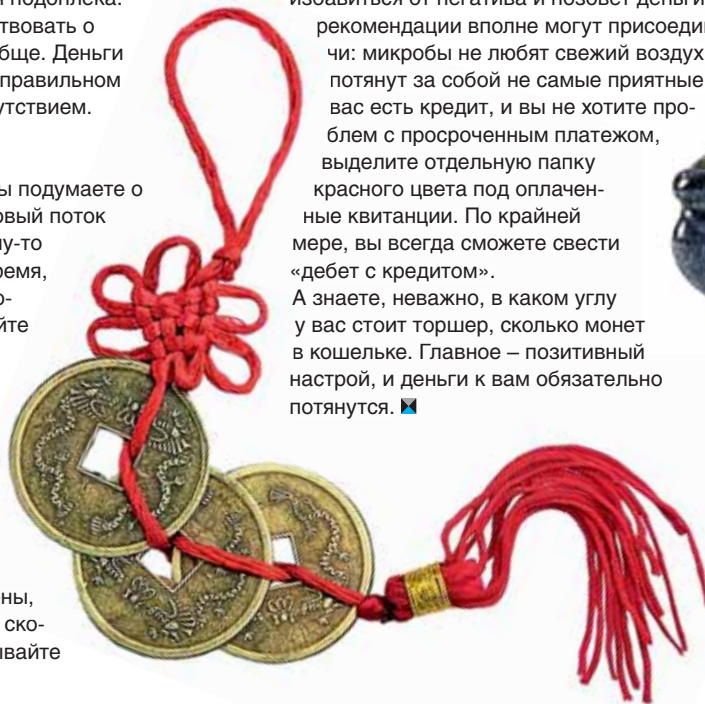 подоплека.
твовать о
бще. Деньги
правильном
утствием.
ы подумаете о
овый поток
му-то
ремя,
о-
йте
ны,
ско-
вайте
избавиться от негатива и позовет деньги
рекомендации вполне могут присоедин
чи: микробы не любят свежий воздух
потянут за собой не самые приятные
вас есть кредит, и вы не хотите про-
блем с просроченным платежом,
выделите отдельную папку
красного цвета под оплачен-
ные квитанции. По крайней
мере, вы всегда сможете свести
«дебет с кредитом».
А знаете, неважно, в каком углу
у вас стоит торшер, сколько монет
в кошельке. Главное – позитивный
настрой, и деньги к вам обязательно
потянутся.